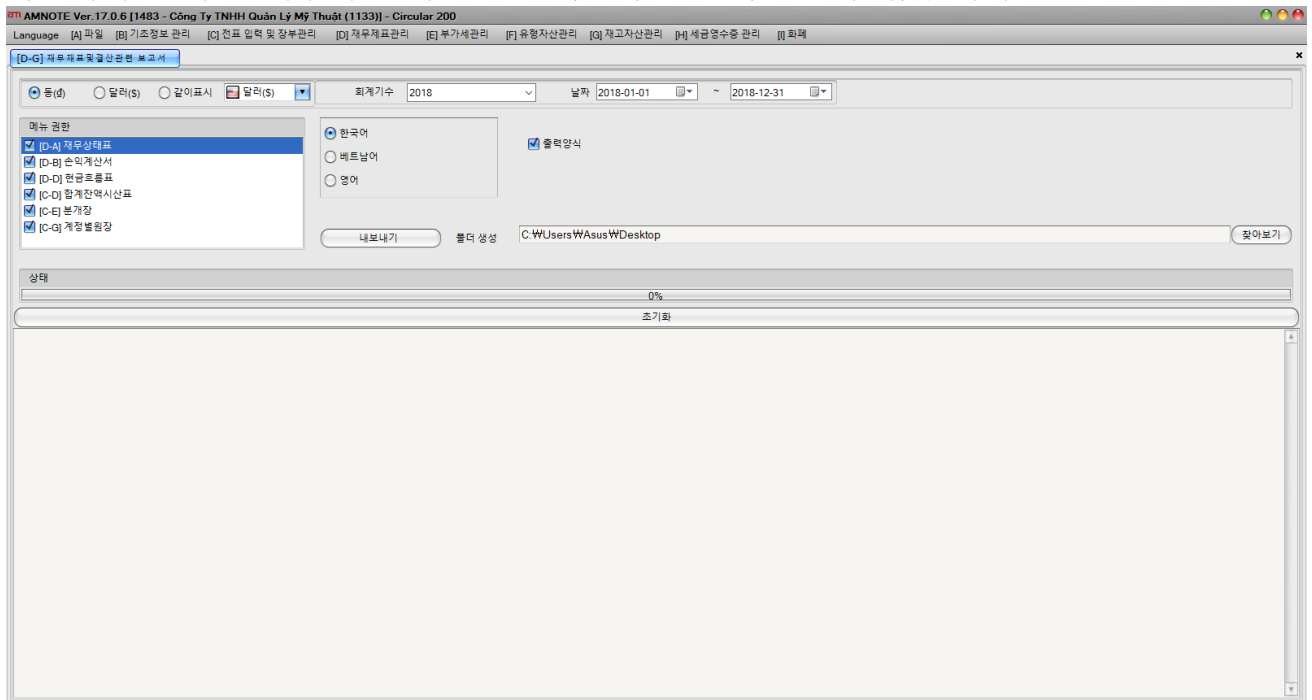 am AMNOTE Ver.17.0.6 [1483 - Công Ty TNHH Quản Lý Mỹ Thuật (1133)] - Circular 200
Language [A] 파일 [B] 기초정보 관리 [C] 전표 입력 및 장부관리 [D] 재무제표관리 [E] 부가세관리 [F] 유형자산관리 [G] 재고자산관리 [H] 세금영수증 관리 [I] 화폐
[D-G] 재무재표및결산관련 보고서 x
동(₫) 달러($) 같이표시 달러($) 회계기수 2018 날짜 2018-01-01 ~ 2018-12-31
메뉴 권한
[D-A] 재무상태표
[D-B] 손익계산서
[D-D] 현금흐름표
[C-D] 합계잔액시산표
[C-E] 분개장
[C-G] 계정별원장
한국어
베트남어
영어
출력양식
내보내기 폴더 생성 C:₩Users₩Asus₩Desktop 찾아보기
상태
0%
초기화